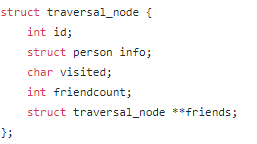 struct traversal_node {
    int id;
    struct person info;
    char visited;
    int friendcount;
    struct traversal_node **friends;
};